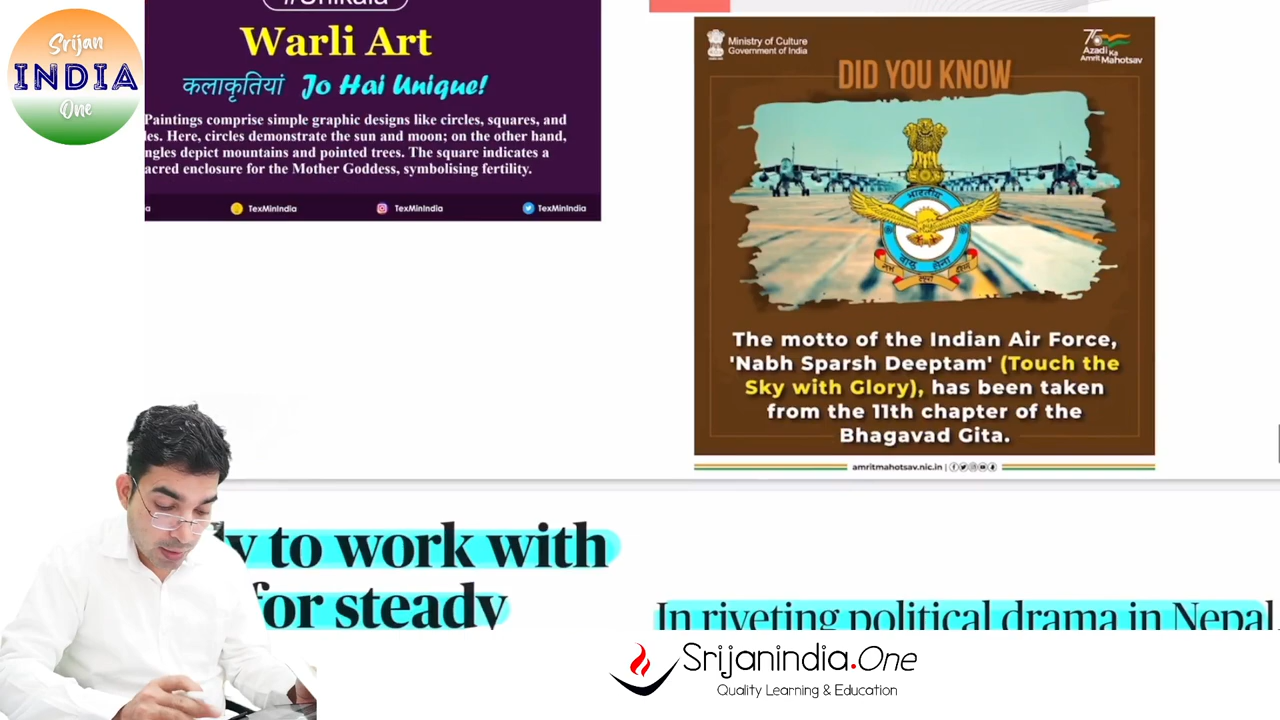 Srijan
INDIA
One
#Unikala
Warli Art
कलाकृतियां Jo Hai Unique!
Paintings comprise simple graphic designs like circles, squares, and
les. Here, circles demonstrate the sun and moon; on the other hand,
ngles depict mountains and pointed trees. The square indicates a
acred enclosure for the Mother Goddess, symbolising fertility.
TexMinIndia
TexMinIndia
TexMinIndia
Ministry of Culture
Government of India
75
Azadi Ka
Amrit Mahotsav
DID YOU KNOW
भारतीय
वायु सेना
नभः स्पृशं दीप्तम्
The motto of the Indian Air Force,
'Nabh Sparsh Deeptam' (Touch the
Sky with Glory), has been taken
from the 11th chapter of the
Bhagavad Gita.
amritmahotsav.nic.in
to work with
for steady
In riveting political drama in Nepal,
Srijanindia.One
Quality Learning & Education